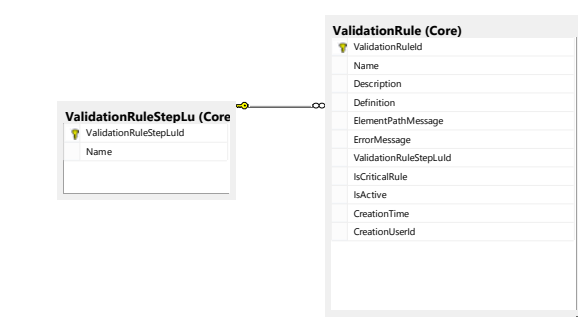 ValidationRule (Core)
ValidationRuleId
Name
Description
Definition
ElementPathMessage
ErrorMessage
ValidationRuleStepLuId
IsCriticalRule
IsActive
CreationTime
CreationUserId
ValidationRuleStepLu (Core
ValidationRuleStepLuId
Name